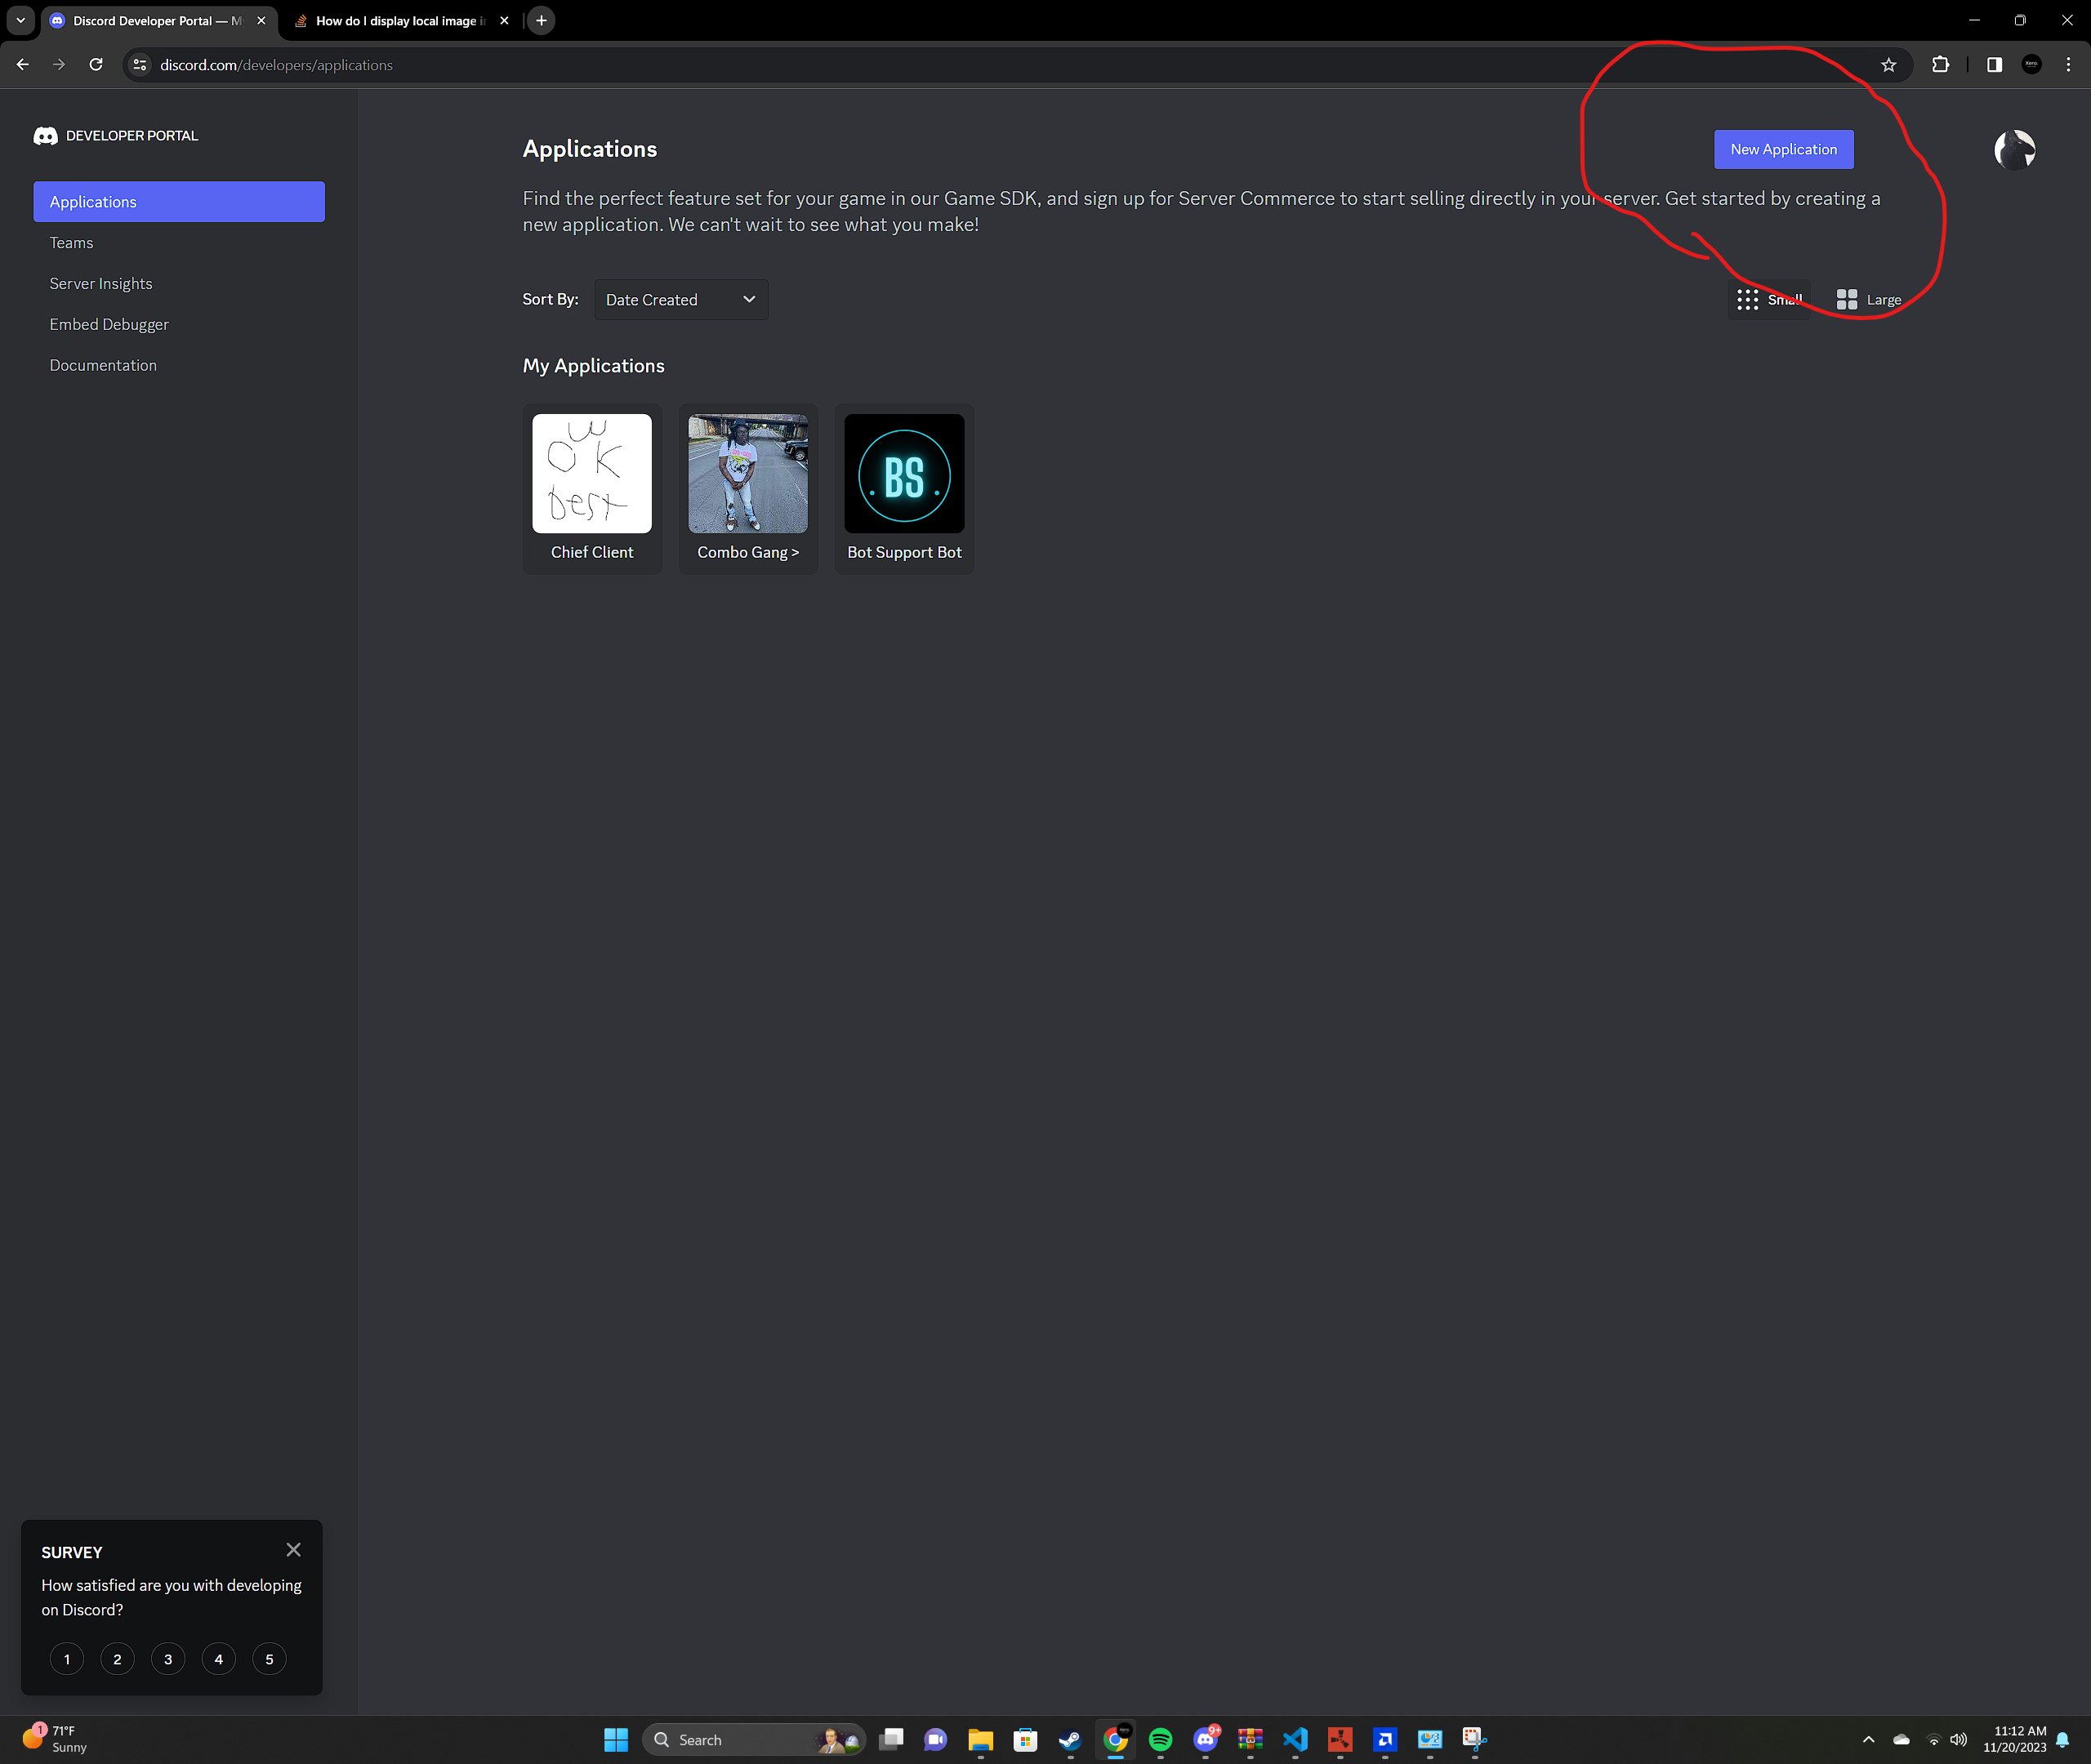 Discord Developer Portal — M
How do I display local image i
discord.com/developers/applications
DEVELOPER PORTAL
Applications
Teams
Server Insights
Embed Debugger
Documentation
Applications
New Application
Find the perfect feature set for your game in our Game SDK, and sign up for Server Commerce to start selling directly in your server. Get started by creating a
new application. We can't wait to see what you make!
Sort By: Date Created
Small Large
My Applications
W
OK
best
BS
Chief Client
Combo Gang >
Bot Support Bot
SURVEY
How satisfied are you with developing
on Discord?
1 2 3 4 5
1
71°F
Sunny
Search
9+
11:12 AM
11/20/2023